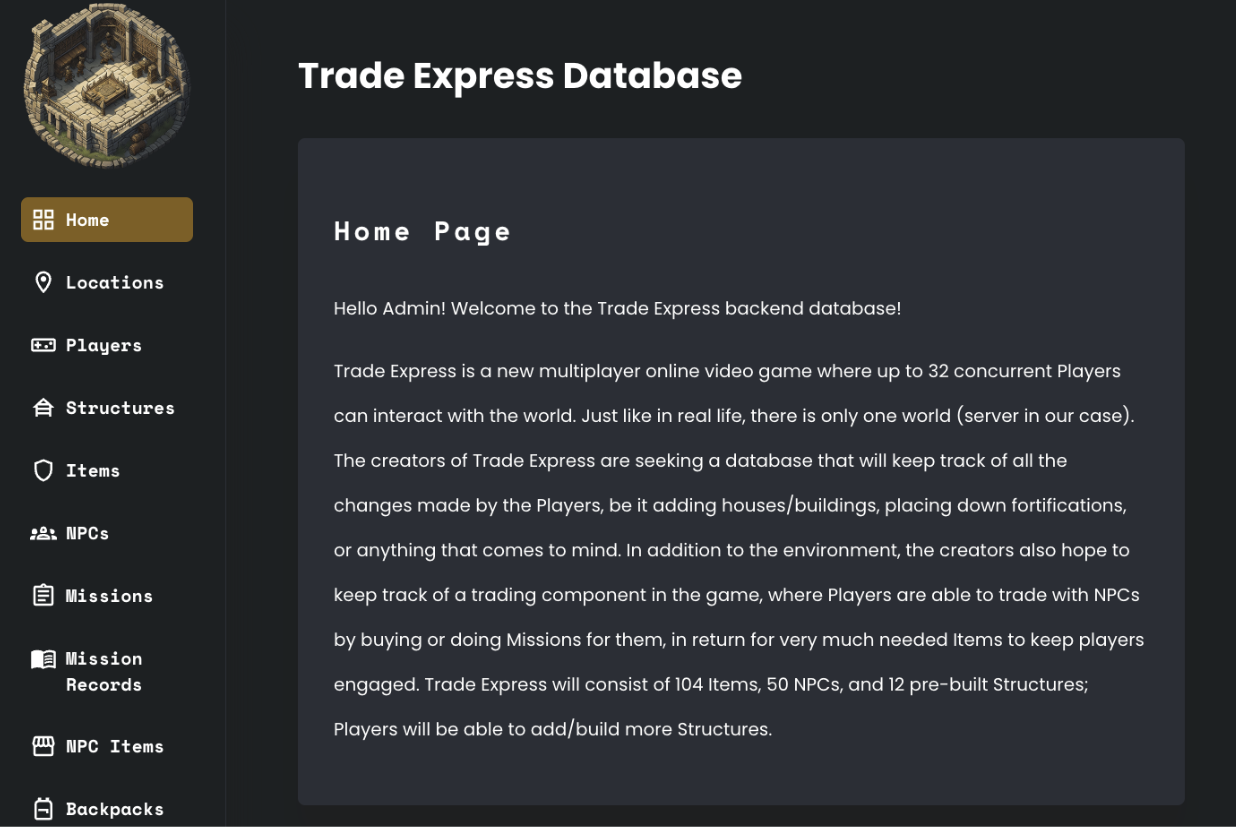 Trade Express Database
Home
Locations
Players
Structures
Items
NPCs
Missions
Mission
Records
NPC Items
Backpacks
Home Page
Hello Admin! Welcome to the Trade Express backend database!
Trade Express is a new multiplayer online video game where up to 32 concurrent Players
can interact with the world. Just like in real life, there is only one world (server in our case).
The creators of Trade Express are seeking a database that will keep track of all the
changes made by the Players, be it adding houses/buildings, placing down fortifications,
or anything that comes to mind. In addition to the environment, the creators also hope to
keep track of a trading component in the game, where Players are able to trade with NPCs
by buying or doing Missions for them, in return for very much needed Items to keep players
engaged. Trade Express will consist of 104 Items, 50 NPCs, and 12 pre-built Structures;
Players will be able to add/build more Structures.